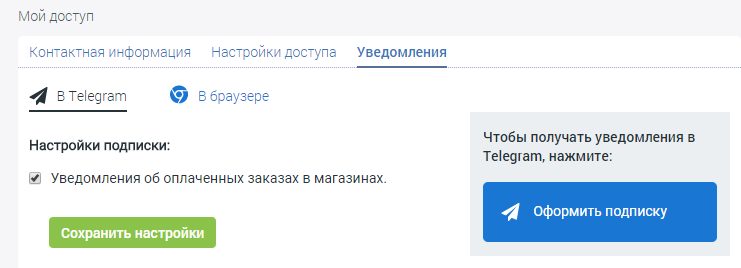 Мой доступ
Контактная информация Настройки доступа Уведомления
В Telegram В браузере
Настройки подписки:
Уведомления об оплаченных заказах в магазинах.
Сохранить настройки
Чтобы получать уведомления в
Telegram, нажмите:
Оформить подписку